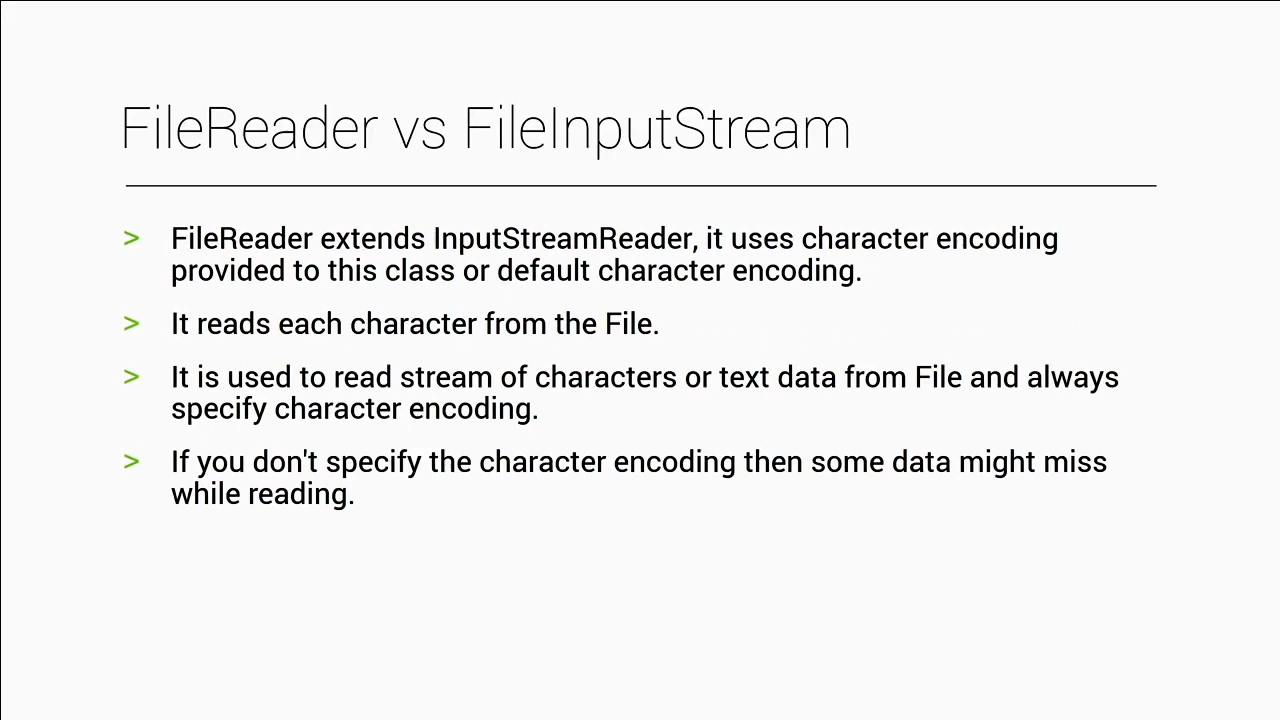 FileReader vs FileInputStream
> FileReader extends InputStreamReader, it uses character encoding
provided to this class or default character encoding.
> It reads each character from the File.
> It is used to read stream of characters or text data from File and always
specify character encoding.
> If you don't specify the character encoding then some data might miss
while reading.